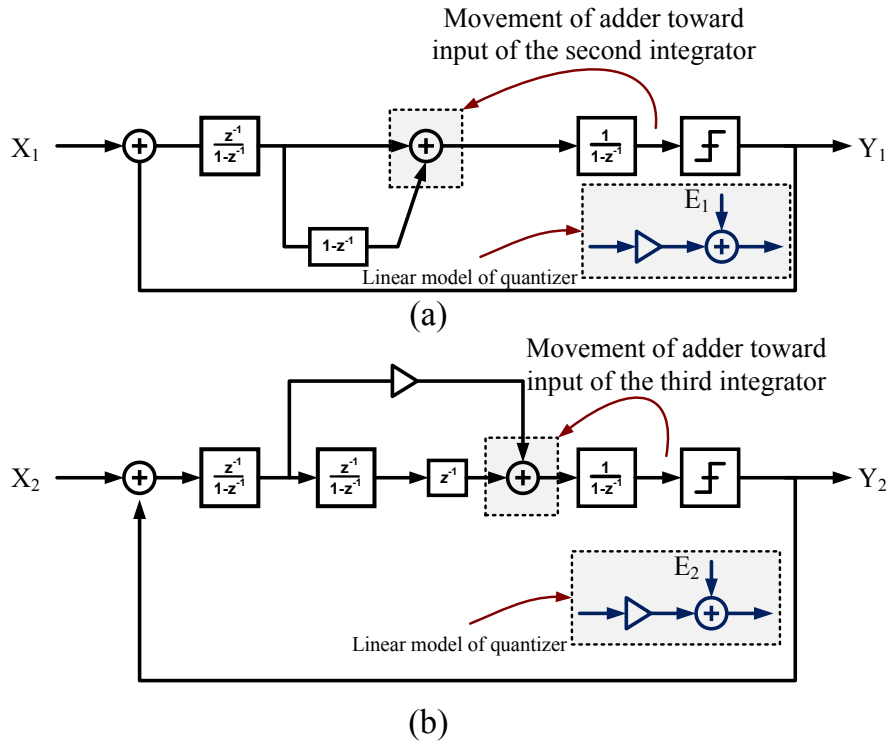 Movement of adder toward
input of the second integrator
X₁
z⁻¹
1-z⁻¹
+
+
1
1-z⁻¹
Y₁
1-z⁻¹
E₁
+
Linear model of quantizer
(a)
Movement of adder toward
input of the third integrator
X₂
+
z⁻¹
1-z⁻¹
z⁻¹
1-z⁻¹
z⁻¹
+
1
1-z⁻¹
Y₂
E₂
+
Linear model of quantizer
(b)